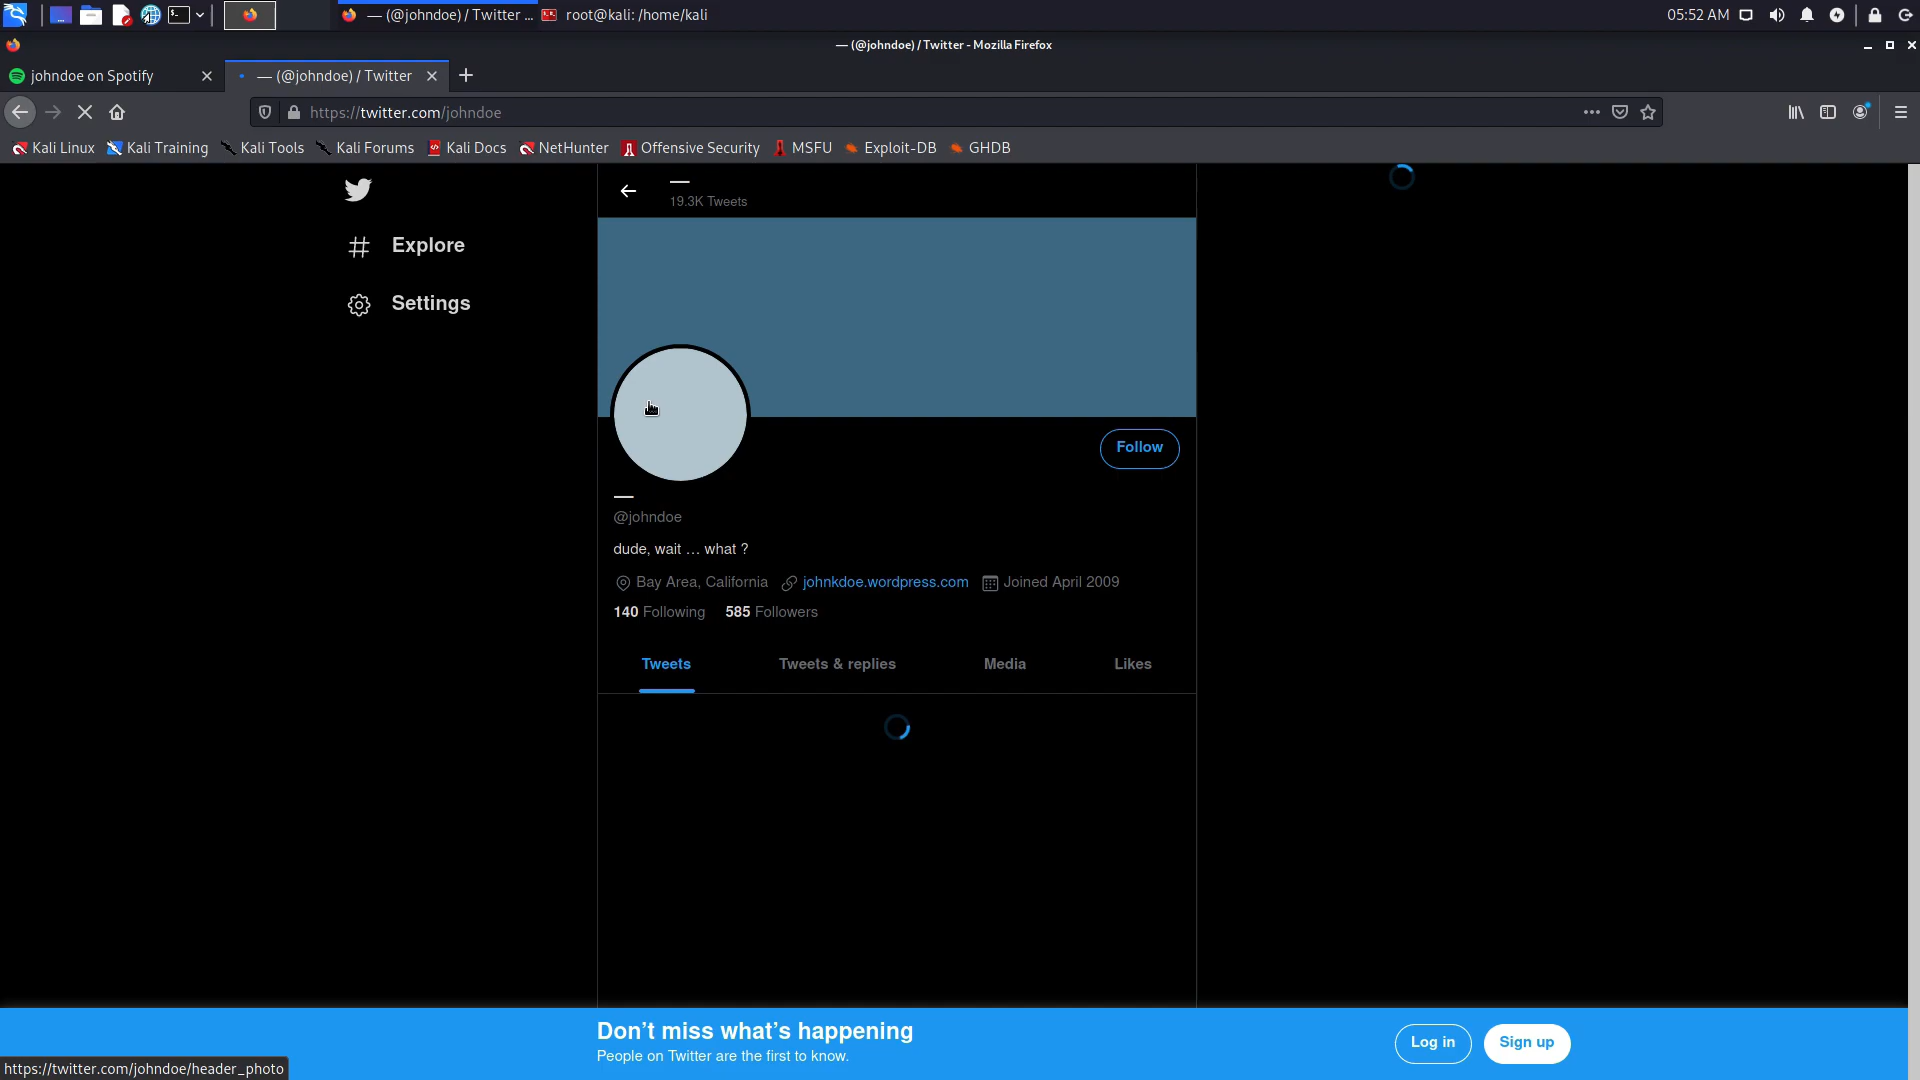 — (@johndoe) / Twitter ...
root@kali: /home/kali
05:52 AM
— (@johndoe) / Twitter - Mozilla Firefox
johndoe on Spotify
— (@johndoe) / Twitter
https://twitter.com/johndoe
Kali Linux
Kali Training
Kali Tools
Kali Forums
Kali Docs
NetHunter
Offensive Security
MSFU
Exploit-DB
GHDB
—
19.3K Tweets
Explore
Settings
Follow
—
@johndoe
dude, wait … what ?
Bay Area, California
johnkdoe.wordpress.com
Joined April 2009
140 Following
585 Followers
Tweets
Tweets & replies
Media
Likes
Don’t miss what’s happening
People on Twitter are the first to know.
Log in
Sign up
https://twitter.com/johndoe/header_photo